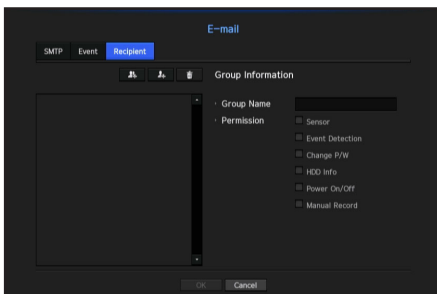 E-mail
SMTP Event Recipient
Group Information
Group Name
Permission
Sensor
Event Detection
Change P/W
HDD Info
Power On/Off
Manual Record
OK Cancel